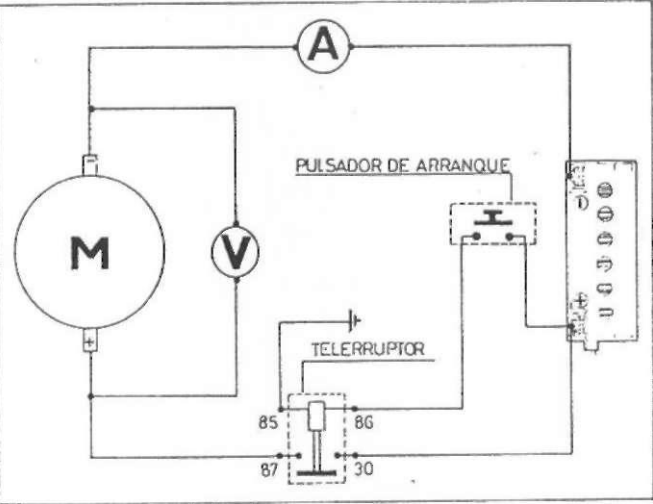 A
PULSADOR DE ARRANQUE
-
M
V
+
+
TELERRUPTOR
85
86
87
30